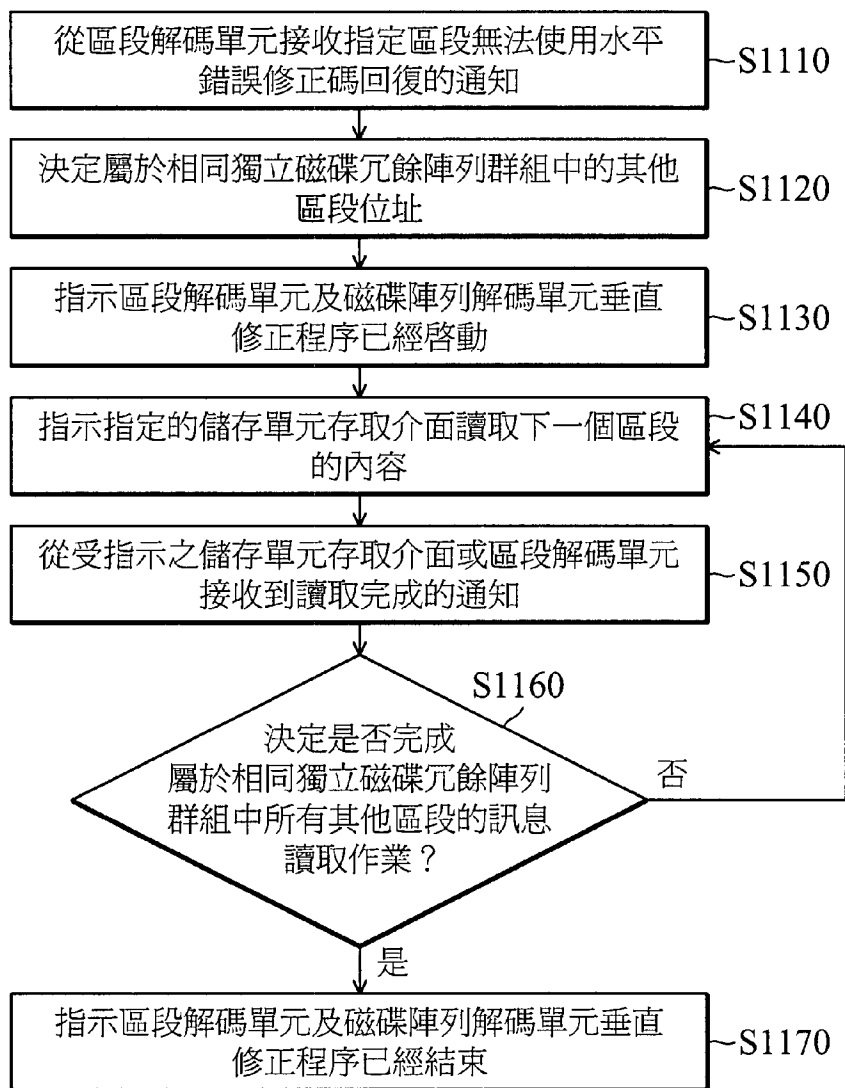 從區段解碼單元接收指定區段無法使用水平
錯誤修正碼回復的通知
S1110
決定屬於相同獨立磁碟冗餘陣列群組中的其他
區段位址
S1120
指示區段解碼單元及磁碟陣列解碼單元垂直
修正程序已經啟動
S1130
指示指定的儲存單元存取介面讀取下一個區段
的內容
S1140
從受指示之儲存單元存取介面或區段解碼單元
接收到讀取完成的通知
S1150
S1160
決定是否完成
屬於相同獨立磁碟冗餘陣列
群組中所有其他區段的訊息
讀取作業？
否
是
指示區段解碼單元及磁碟陣列解碼單元垂直
修正程序已經結束
S1170